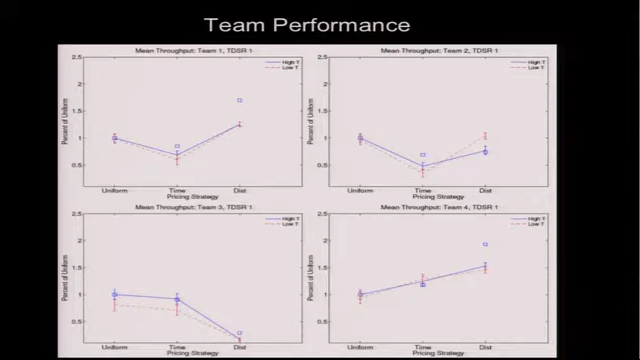 Team Performance
Mean Throughput: Team 1, TDSR 1
Mean Throughput: Team 2, TDSR 1
2.5
2
1.5
1
0.5
Percent of Uniform
High T
Low T
Uniform
Time
Dist
Pricing Strategy
2.5
2
1.5
1
0.5
Percent of Uniform
High T
Low T
Uniform
Time
Dist
Pricing Strategy
Mean Throughput: Team 3, TDSR 1
Mean Throughput: Team 4, TDSR 1
2.5
2
1.5
1
0.5
Percent of Uniform
High T
Low T
Uniform
Time
Dist
Pricing Strategy
2.5
2
1.5
1
0.5
Percent of Uniform
High T
Low T
Uniform
Time
Dist
Pricing Strategy